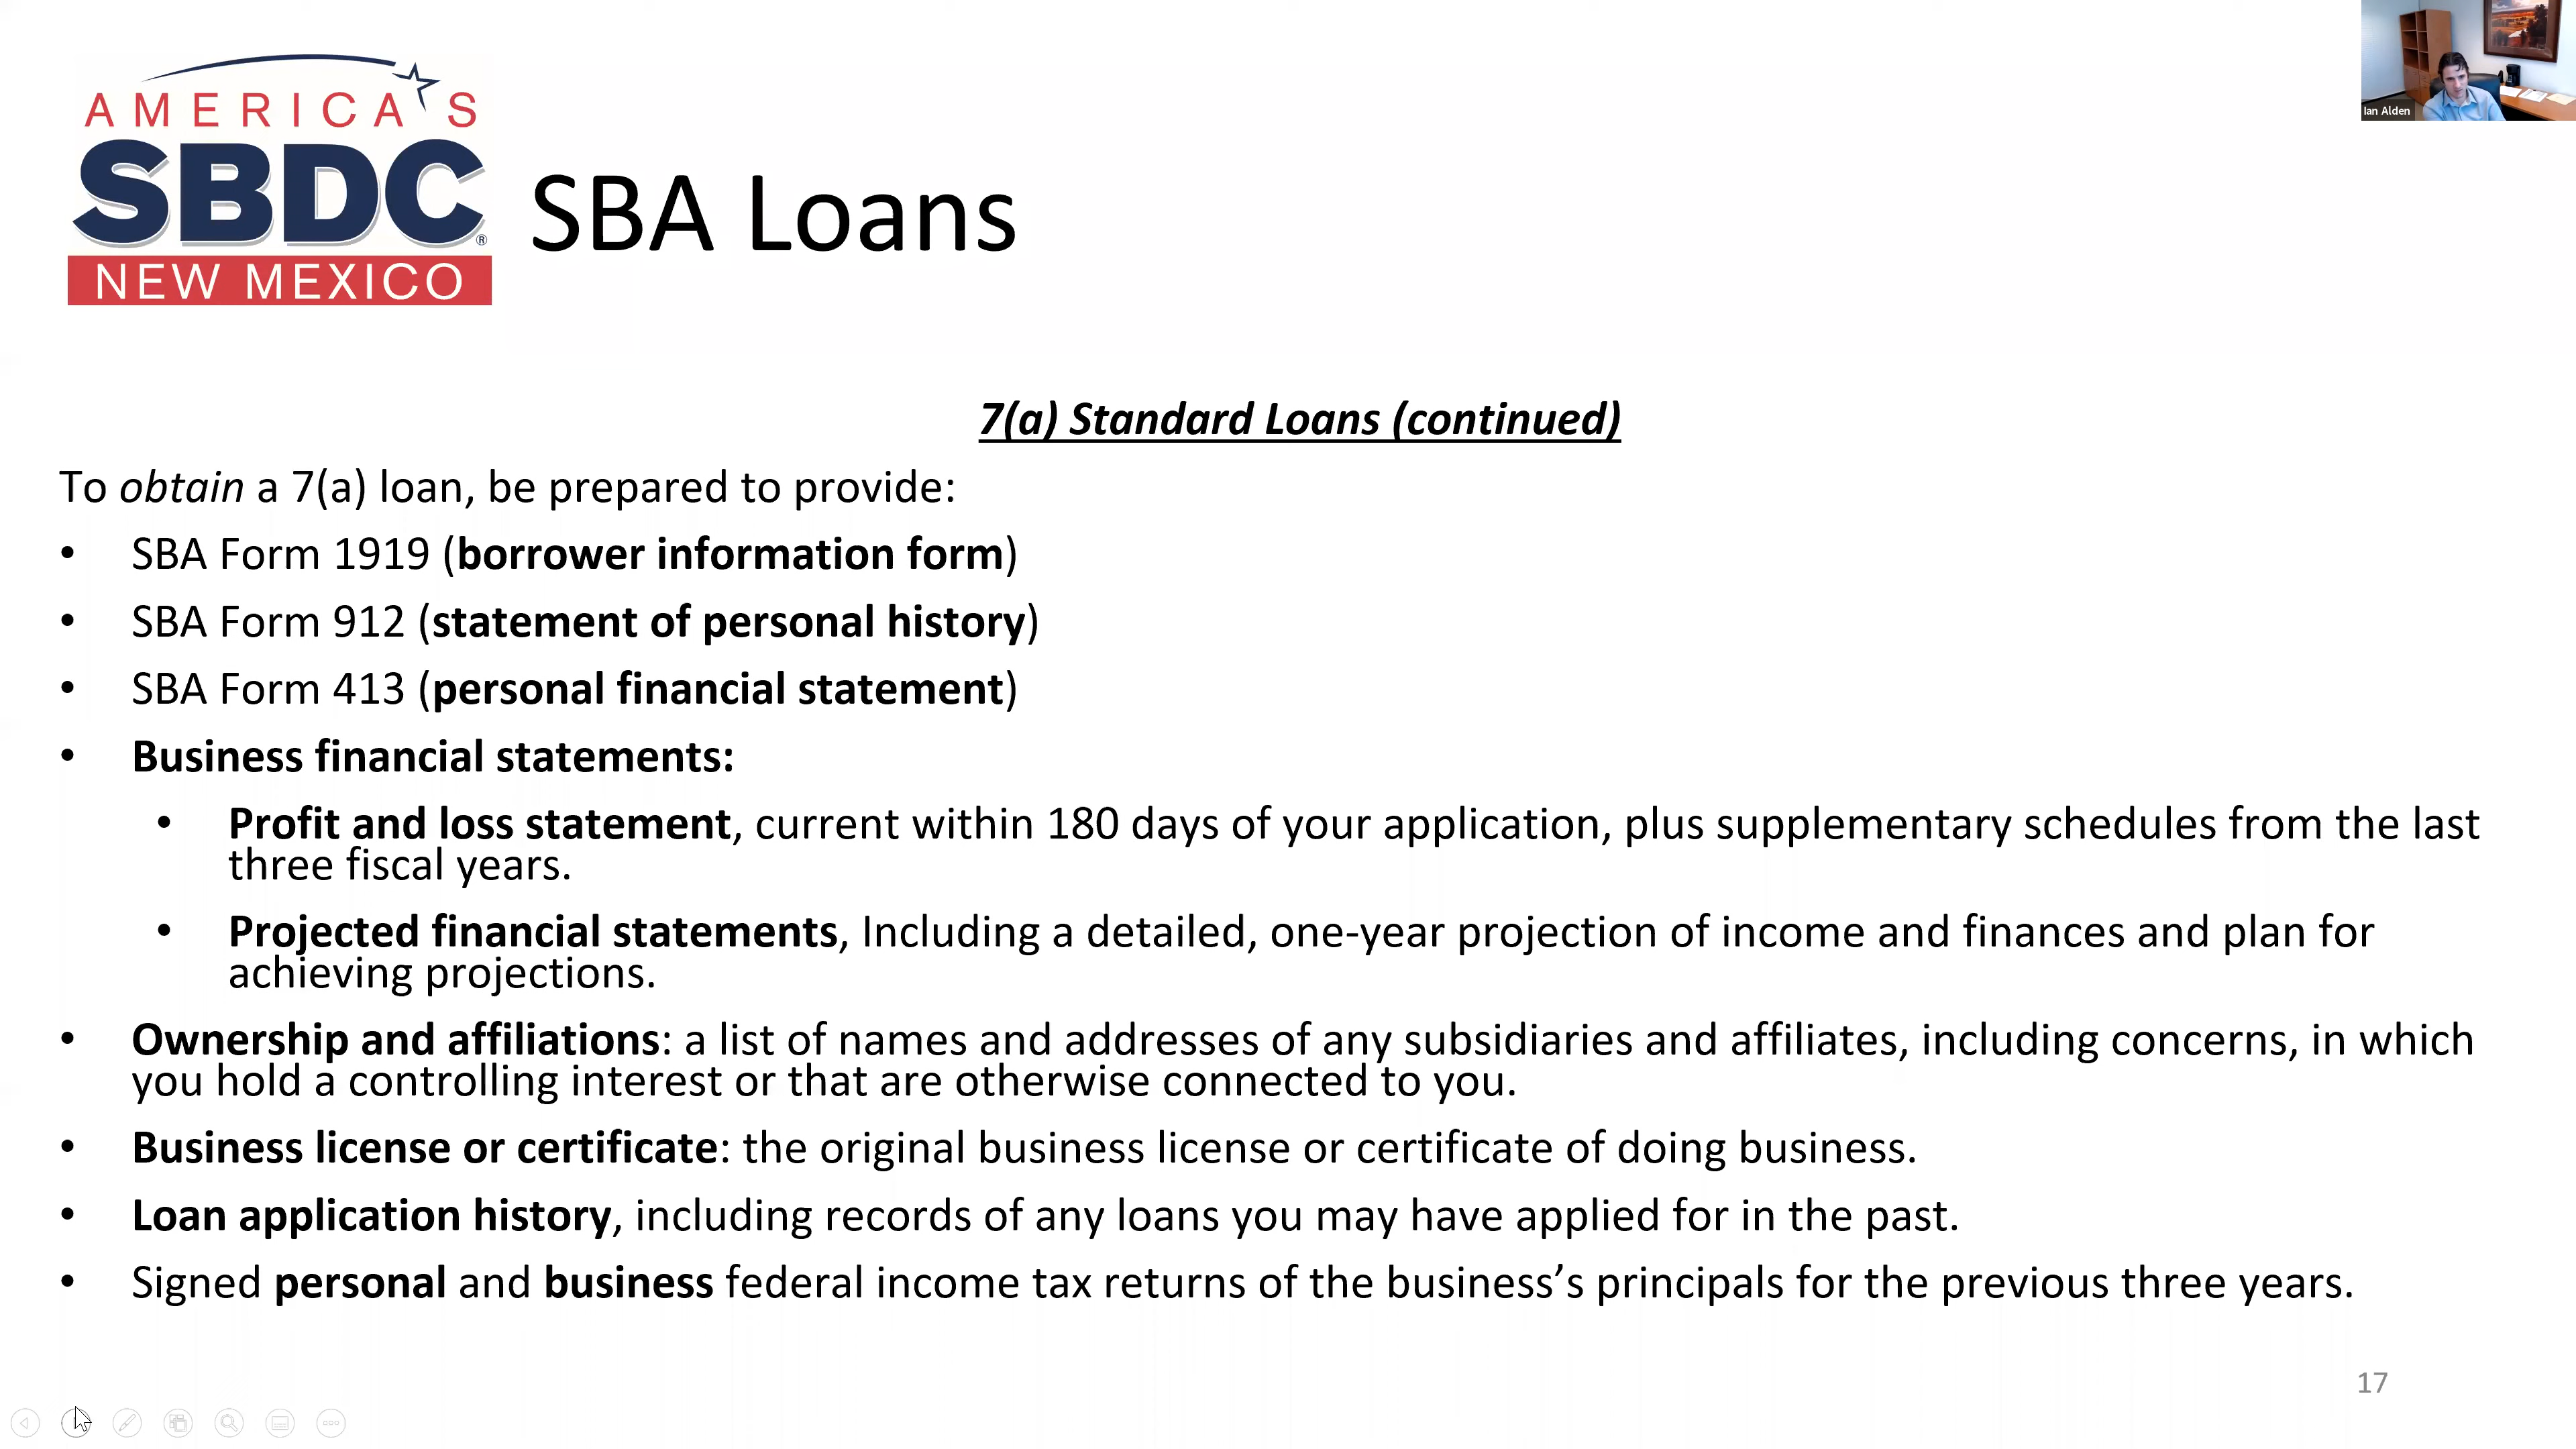 AMERICA'S
SBDC®
NEW MEXICO
SBA Loans
Ian Alden
7(a) Standard Loans (continued)
To obtain a 7(a) loan, be prepared to provide:
• SBA Form 1919 (borrower information form)
• SBA Form 912 (statement of personal history)
• SBA Form 413 (personal financial statement)
• Business financial statements:
• Profit and loss statement, current within 180 days of your application, plus supplementary schedules from the last
three fiscal years.
• Projected financial statements, Including a detailed, one-year projection of income and finances and plan for
achieving projections.
• Ownership and affiliations: a list of names and addresses of any subsidiaries and affiliates, including concerns, in which
you hold a controlling interest or that are otherwise connected to you.
• Business license or certificate: the original business license or certificate of doing business.
• Loan application history, including records of any loans you may have applied for in the past.
• Signed personal and business federal income tax returns of the business’s principals for the previous three years.
17